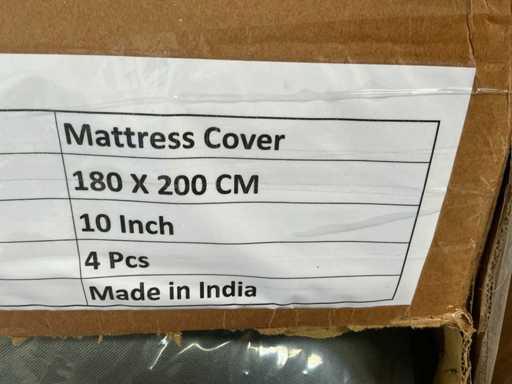 Mattress Cover
180 X 200 CM
10 Inch
4 Pcs
Made in India